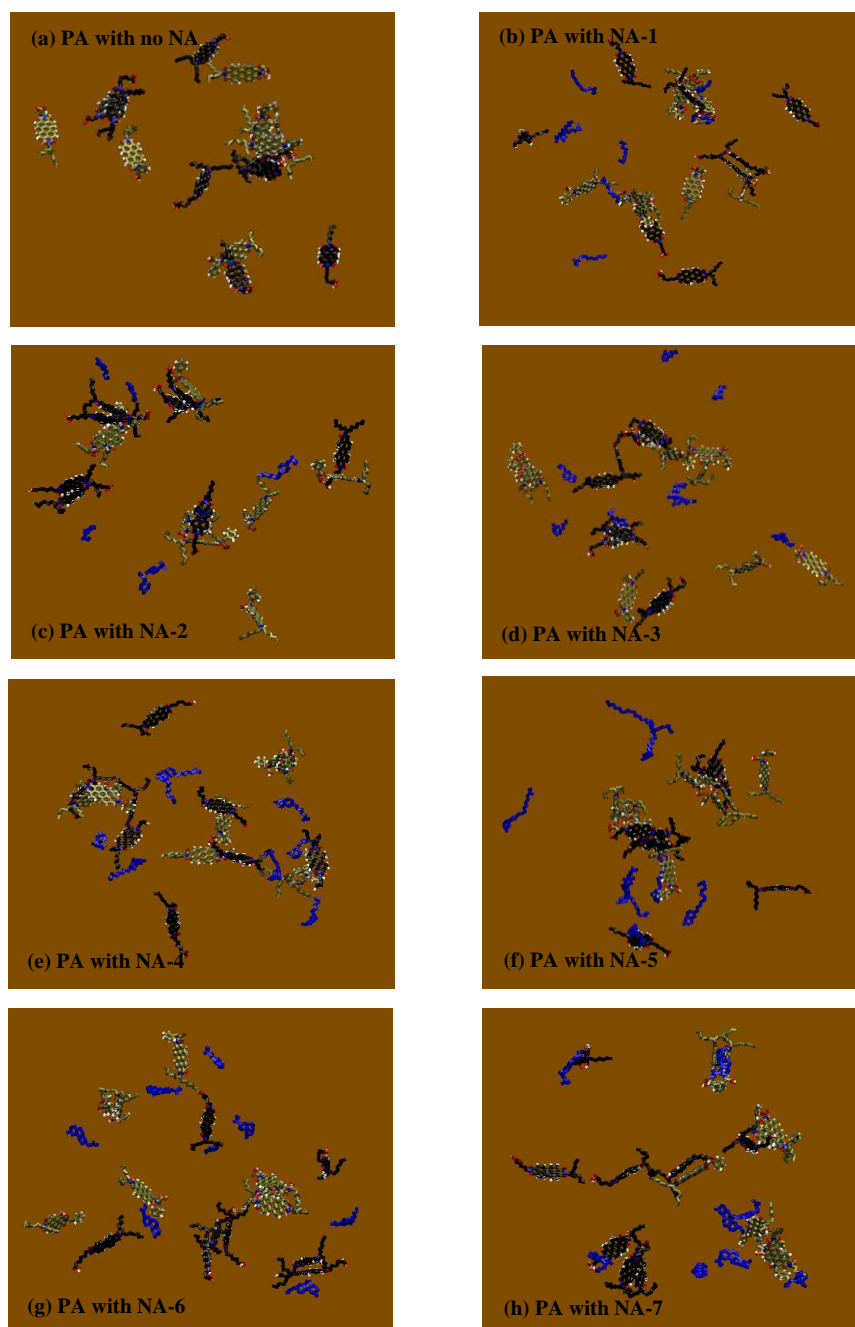 (a) PA with no NA
(b) PA with NA-1
(c) PA with NA-2
(d) PA with NA-3
(e) PA with NA-4
(f) PA with NA-5
(g) PA with NA-6
(h) PA with NA-7